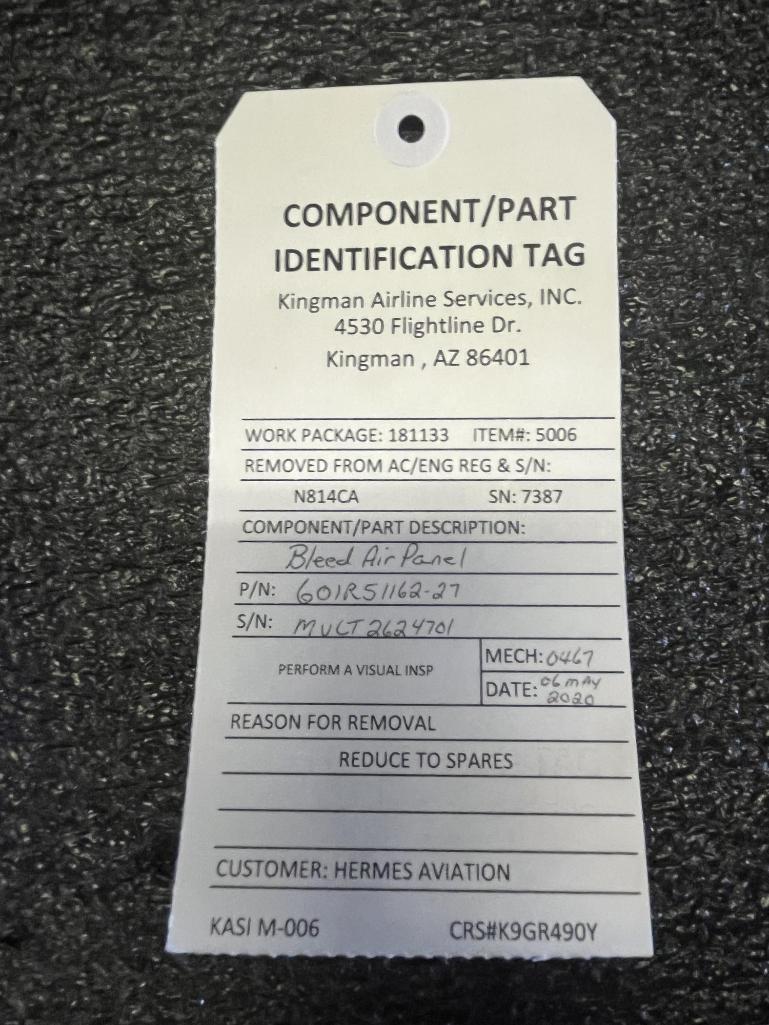 COMPONENT/PART
IDENTIFICATION TAG
Kingman Airline Services, INC.
4530 Flightline Dr.
Kingman , AZ 86401
WORK PACKAGE: 181133 ITEM#: 5006
REMOVED FROM AC/ENG REG & S/N:
N814CA SN: 7387
COMPONENT/PART DESCRIPTION:
Bleed Air Panel
P/N: 601R51162-27
S/N: MVLT2624701
PERFORM A VISUAL INSP
MECH: 0467
DATE: 06 MAY
2020
REASON FOR REMOVAL
REDUCE TO SPARES
CUSTOMER: HERMES AVIATION
KASI M-006 CRS#K9GR490Y